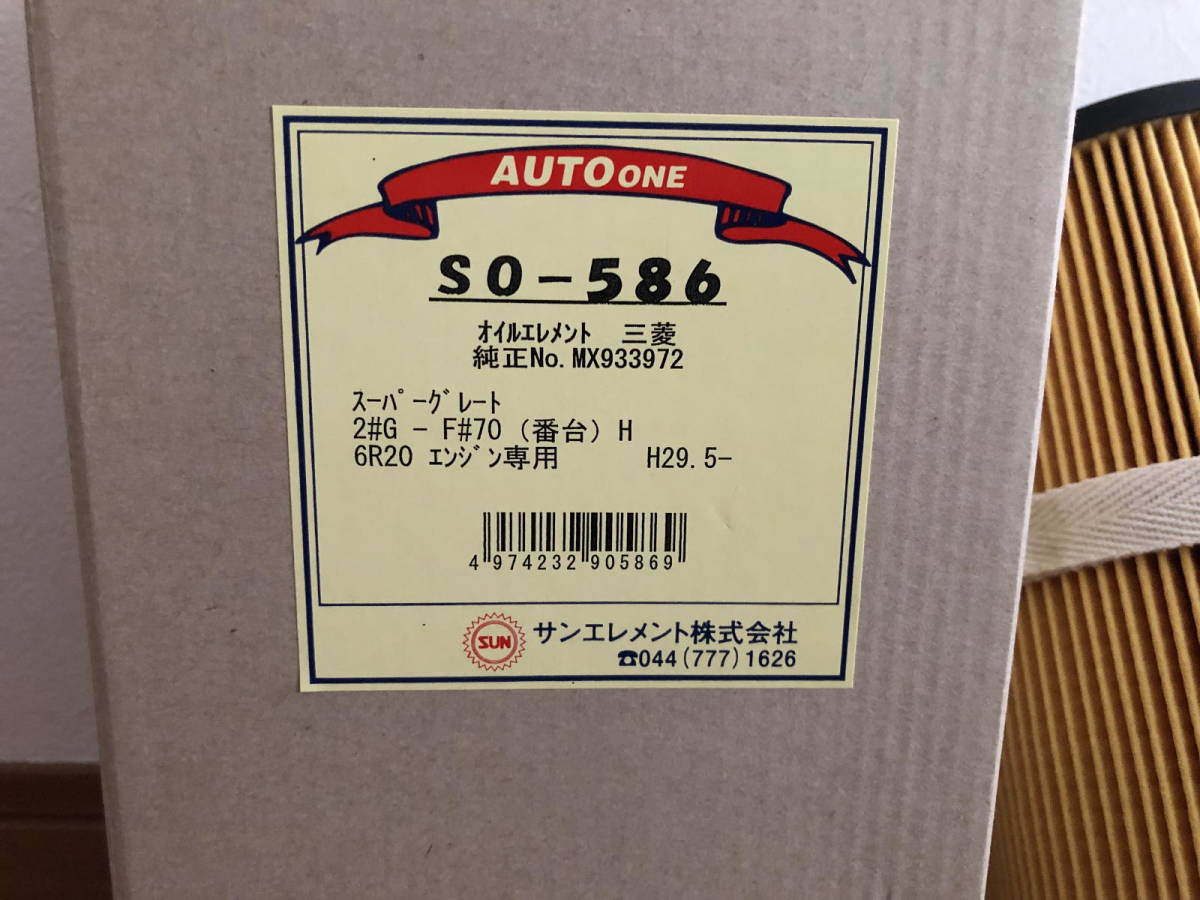 AUTO ONE
SO-586
ｵｲﾙｴﾚﾒﾝﾄ 三菱
純正No.MX933972
ｽｰﾊﾟｰｸﾞﾚｰﾄ
2#G - F#70 (番台) H
6R20 ｴﾝｼﾞﾝ専用 H29.5-
4 974232 905869
SUN サンエレメント株式会社
☎044(777)1626